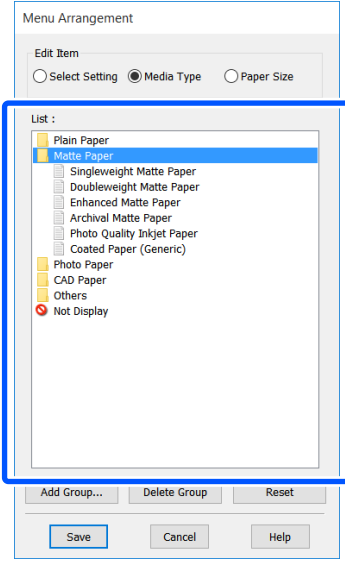 Menu Arrangement
Edit Item
Select Setting Media Type Paper Size
List :
Plain Paper
Matte Paper
Singleweight Matte Paper
Doubleweight Matte Paper
Enhanced Matte Paper
Archival Matte Paper
Photo Quality Inkjet Paper
Coated Paper (Generic)
Photo Paper
CAD Paper
Others
Not Display
Add Group... Delete Group Reset
Save Cancel Help